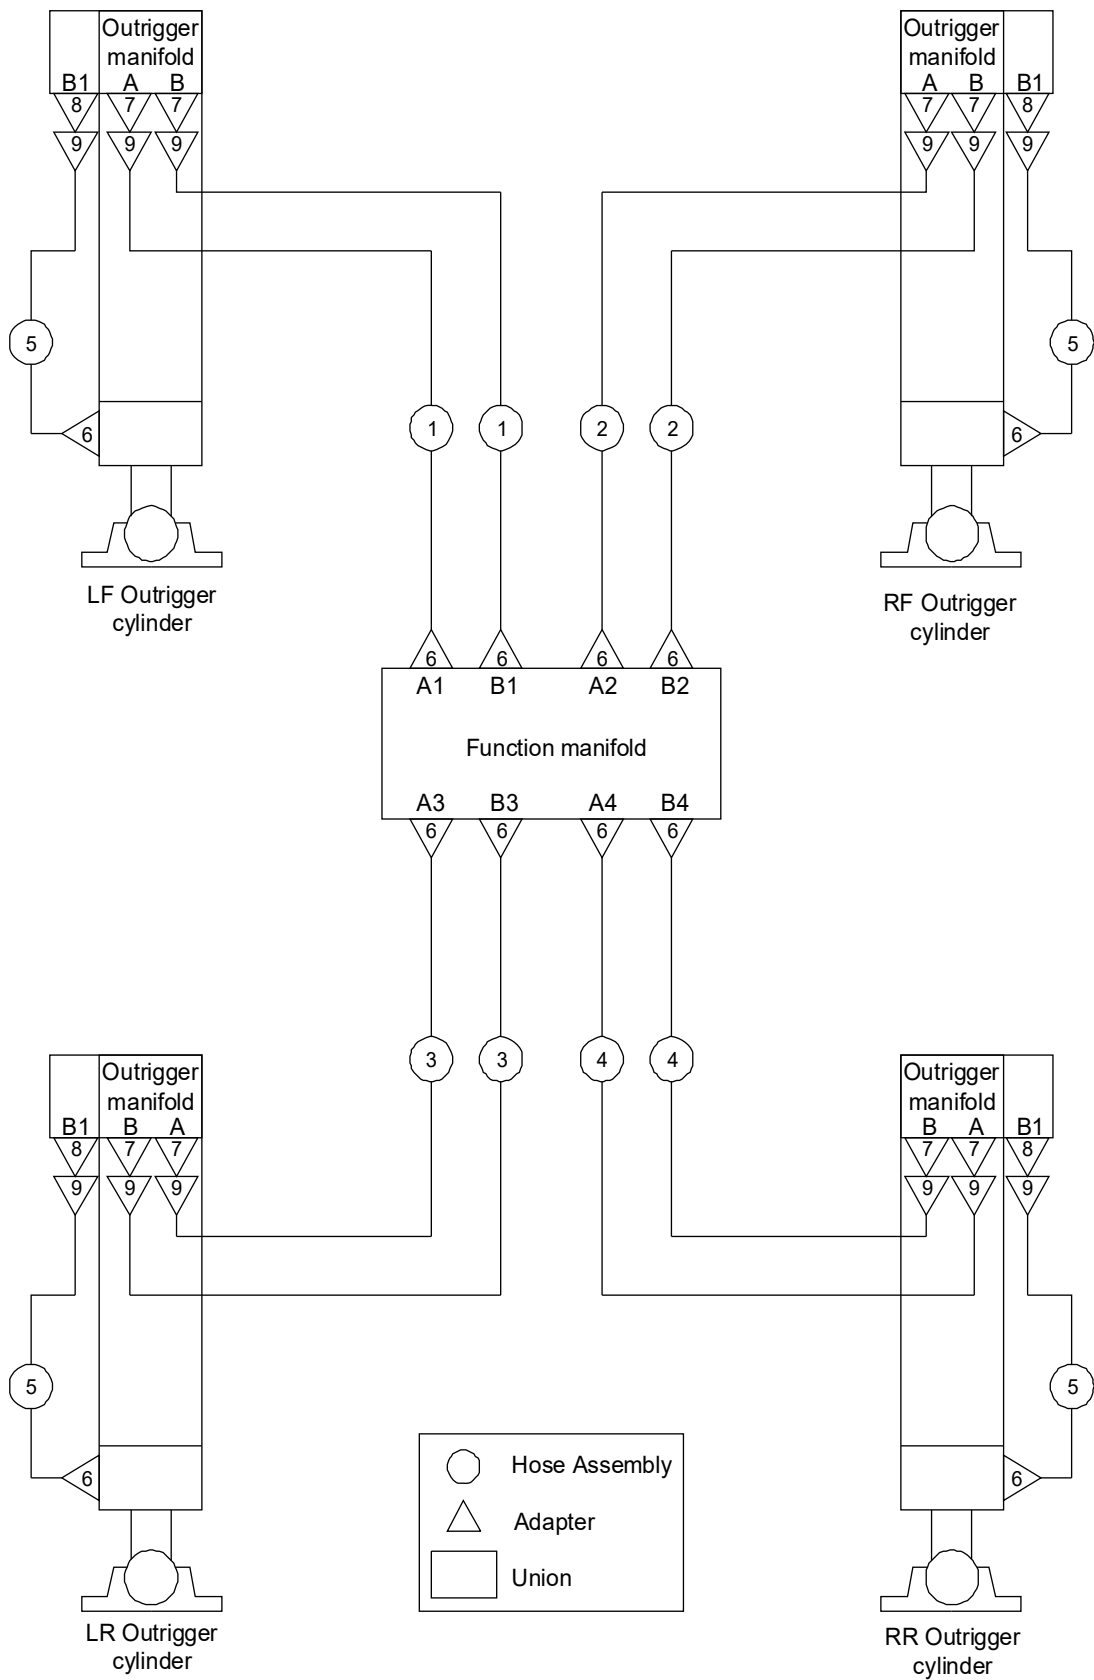 Outrigger
manifold
B1 A B
8 7 7
9 9 9
5
6
LF Outrigger
cylinder
Outrigger
manifold
A B B1
7 7 8
9 9 9
5
6
RF Outrigger
cylinder
1 1 2 2
6 6 6 6
A1 B1 A2 B2
Function manifold
A3 B3 A4 B4
6 6 6 6
3 3 4 4
Outrigger
manifold
B1 B A
8 7 7
9 9 9
5
6
LR Outrigger
cylinder
Outrigger
manifold
B A B1
7 7 8
9 9 9
5
6
RR Outrigger
cylinder
Hose Assembly
Adapter
Union